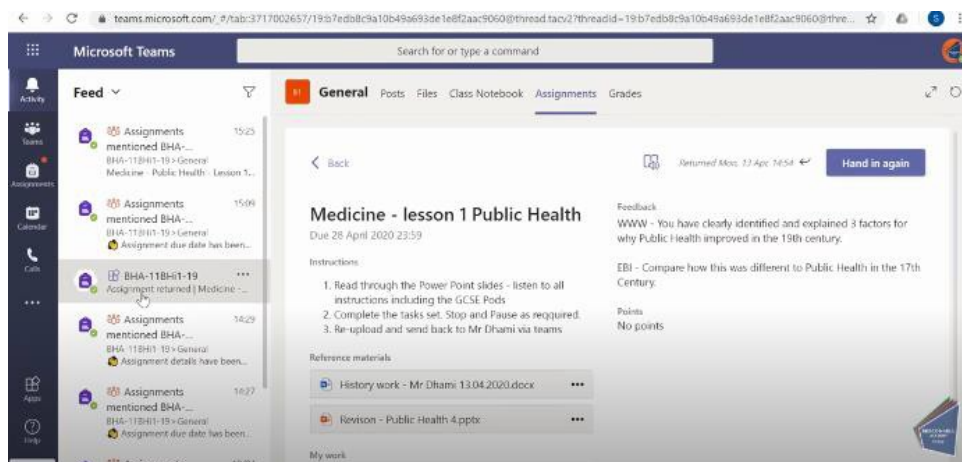 teams.microsoft.com/_#/tab::3717002657/19:b7edb8c9a10b49a693de1e8f2aac9060@thread.tacv2?threadId=19:b7edb8c9a10b49a693de1e8f2aac9060@thre...
S
Microsoft Teams
Search for or type a command
Activity
Teams
Assignments
Calendar
Calls
Apps
Help
Feed
Assignments 15:25
mentioned BHA-...
BHA-11BHi1-19 > General
Medicine - Public Health - Lesson 1...
Assignments 15:09
mentioned BHA-...
BHA-11BHi1-19 > General
Assignment due date has been...
BHA-11BHi1-19
Assignment returned | Medicine -...
Assignments 14:29
mentioned BHA-...
BHA-11BHi1-19 > General
Assignment details have been...
Assignments 14:27
mentioned BHA-...
BHA-11BHi1-19 > General
Assignment due date has been...
General Posts Files Class Notebook Assignments Grades
Back
Returned Mon, 13 Apr, 14:54
Hand in again
Medicine - lesson 1 Public Health
Due 28 April 2020 23:59
Instructions
1. Read through the Power Point slides - listen to all
instructions including the GCSE Pods
2. Complete the tasks set. Stop and Pause as reqquired.
3. Re-upload and send back to Mr Dhami via teams
Reference materials
History work - Mr Dhami 13.04.2020.docx
Revison - Public Health 4.pptx
My work
Feedback
WWW - You have clearly identified and explained 3 factors for
why Public Health improved in the 19th century.
EBI - Compare how this was different to Public Health in the 17th
Century.
Points
No points